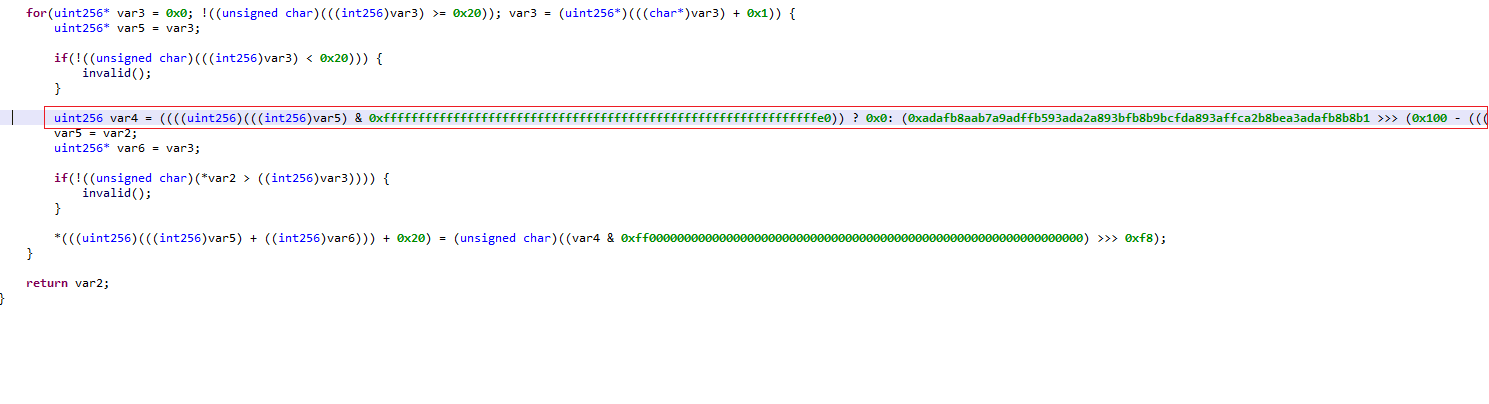 for(uint256* var3 = 0x0; !((unsigned char)(((int256)var3) >= 0x20)); var3 = (uint256*)(((char*)var3) + 0x1)) {
uint256* var5 = var3;
if(!((unsigned char)(((int256)var3) < 0x20))) {
invalid();
}
uint256 var4 = ((((uint256)(((int256)var5) & 0xffffffffffffffffffffffffffffffffffffffffffffffffffffffffffffffe0)) ? 0x0: (0xadafb8aab7a9adffb593ada2a893bfb8b9bcfda893affca2b8bea3adafb8b8b1 >>> (0x100 - (((
var5 = var2;
uint256* var6 = var3;
if(!((unsigned char)(*var2 > ((int256)var3)))) {
invalid();
}
*(((uint256)(((int256)var5) + ((int256)var6))) + 0x20) = (unsigned char)((var4 & 0xff00000000000000000000000000000000000000000000000000000000000000) >>> 0xf8);
}
return var2;
}